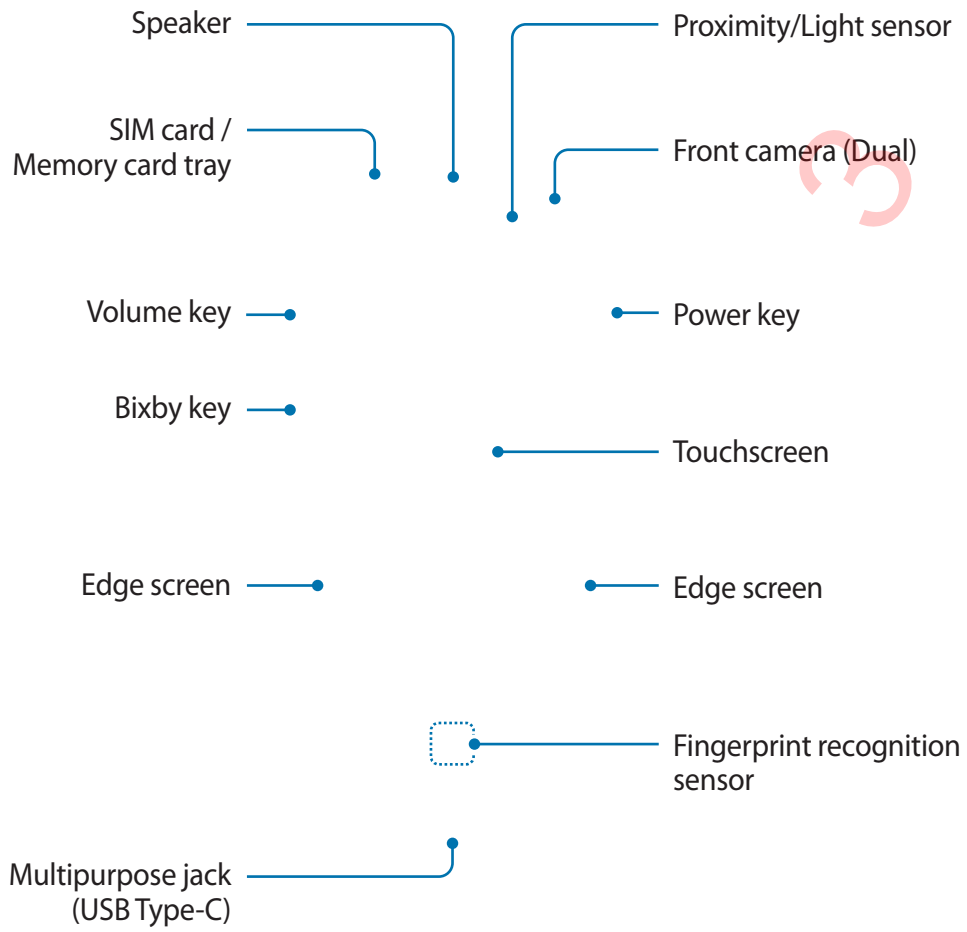 Speaker
Proximity/Light sensor
SIM card /
Memory card tray
Front camera (Dual)
3
Volume key
Power key
Bixby key
Touchscreen
Edge screen
Edge screen
Fingerprint recognition
sensor
Multipurpose jack
(USB Type-C)